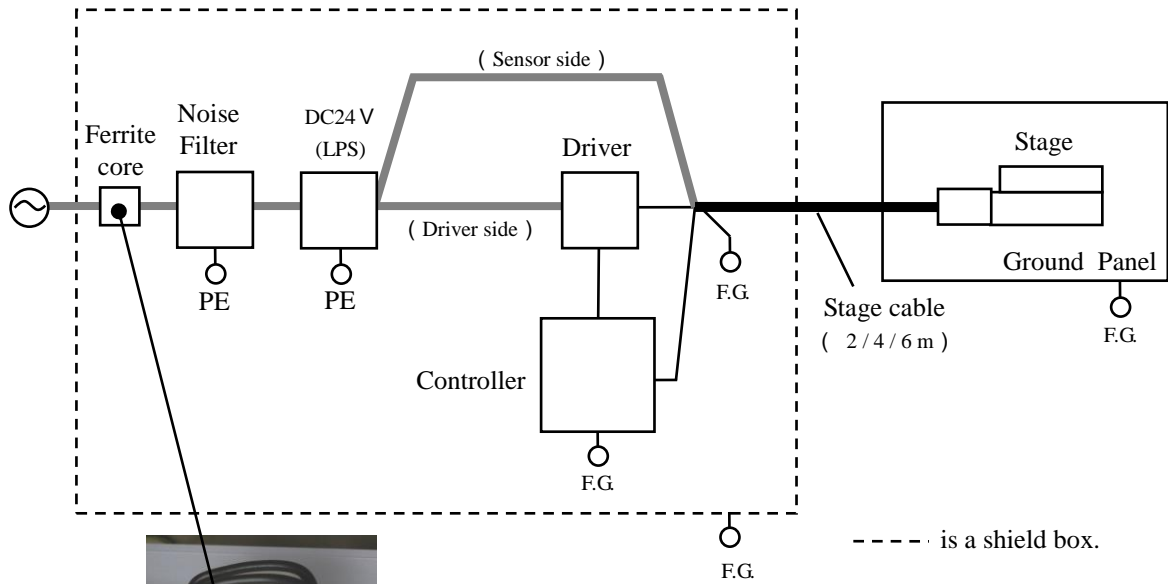 ( Sensor side )
Noise
Filter
DC24V
(LPS)
Ferrite
core
Driver
Stage
( Driver side )
PE
PE
F.G.
Ground Panel
F.G.
Stage cable
( 2 / 4 / 6 m )
Controller
F.G.
F.G.
is a shield box.